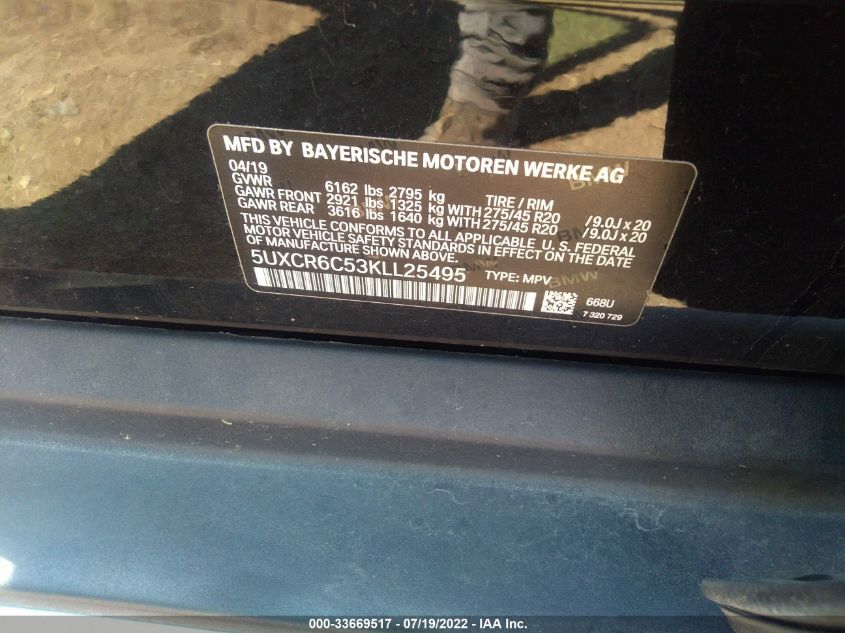 MFD BY BAYERISCHE MOTOREN WERKE AG
04/19
GVWR 6162 lbs 2795 kg TIRE / RIM
GAWR FRONT 2921 lbs 1325 kg WITH 275/45 R20 / 9.0J x 20
GAWR REAR 3616 lbs 1640 kg WITH 275/45 R20 / 9.0J x 20
THIS VEHICLE CONFORMS TO ALL APPLICABLE U. S. FEDERAL
MOTOR VEHICLE SAFETY STANDARDS IN EFFECT ON THE DATE
OF MANUFACTURE SHOWN ABOVE.
5UXCR6C53KLL25495 TYPE: MPV
668U
7 320 729
BMW
BMW
000-33669517 - 07/19/2022 - IAA Inc.